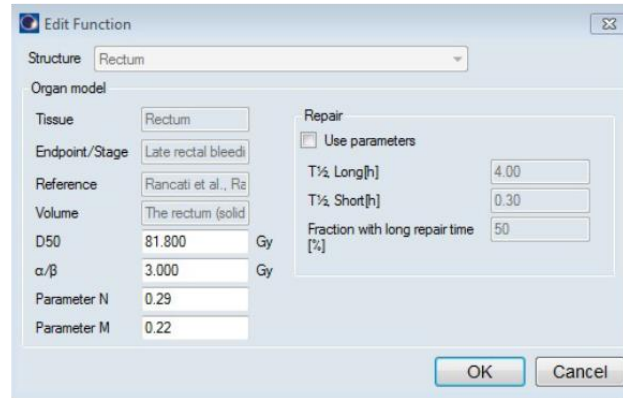 Edit Function
Structure Rectum
Organ model
Tissue Rectum
Endpoint/Stage Late rectal bleedi
Reference Rancati et al., Ra
Volume The rectum (solid
D50 81.800 Gy
α/β 3.000 Gy
Parameter N 0.29
Parameter M 0.22
Repair
Use parameters
T½, Long[h] 4.00
T½, Short[h] 0.30
Fraction with long repair time 50
[%]
OK Cancel